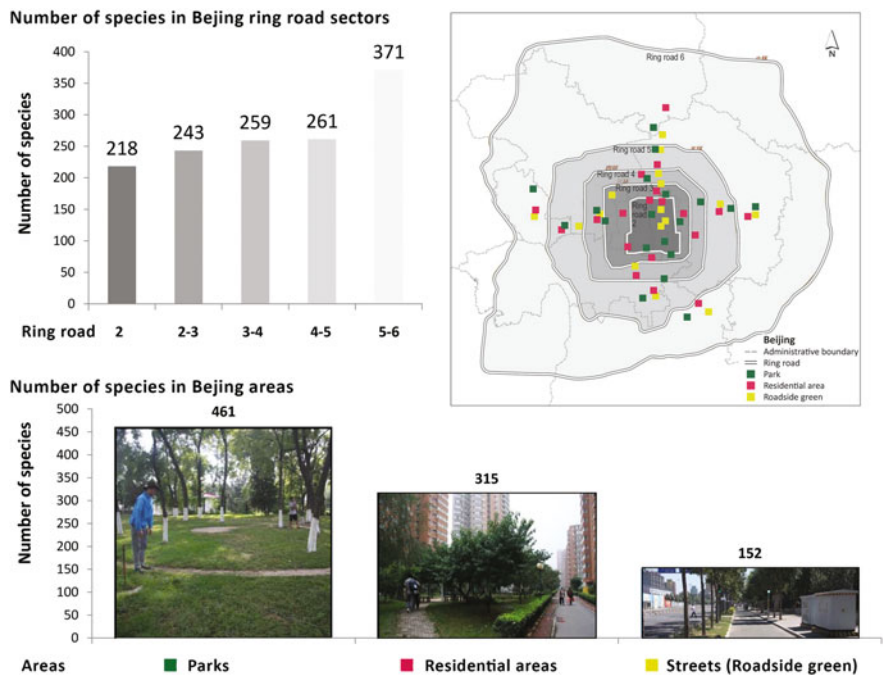 Number of species in Bejing ring road sectors
Number of species
400
350
300
250
200
150
100
50
0
218
243
259
261
371
Ring road 2 2-3 3-4 4-5 5-6
N
Ring road 6
Ring road 5
Ring road 4
Ring road 3
Ring
road
2
Beijing
Administrative boundary
Ring road
Park
Residential area
Roadside green
Number of species in Bejing areas
Number of species
500
450
400
350
300
250
200
150
100
50
0
461
315
152
Areas Parks Residential areas Streets (Roadside green)